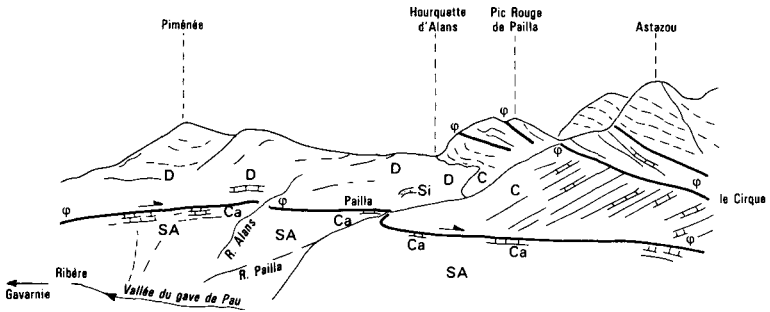 Piménée
Hourquette
d'Alans
Pic Rouge
de Pailla
Astazou
φ
φ
φ
D
D
D
D
C
C
Si
φ
le Cirque
φ
φ
Pailla
Ca
Ca
SA
SA
R. Alans
R. Pailla
Ca
Ca
φ
SA
Ribère
Gavarnie
Vallée du gave de Pau